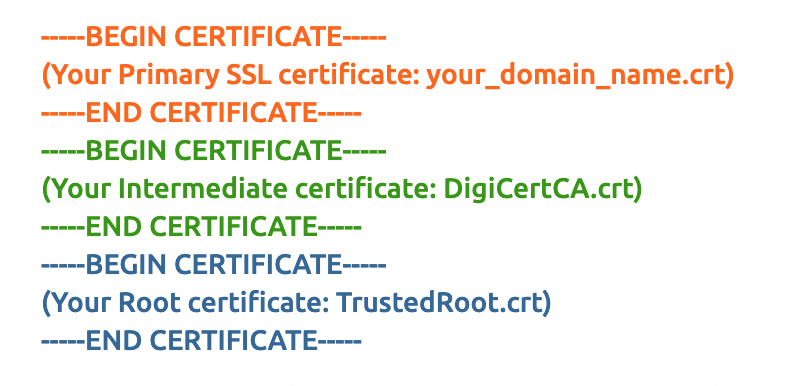 -----BEGIN CERTIFICATE-----
(Your Primary SSL certificate: your_domain_name.crt)
-----END CERTIFICATE-----
-----BEGIN CERTIFICATE-----
(Your Intermediate certificate: DigiCertCA.crt)
-----END CERTIFICATE-----
-----BEGIN CERTIFICATE-----
(Your Root certificate: TrustedRoot.crt)
-----END CERTIFICATE-----